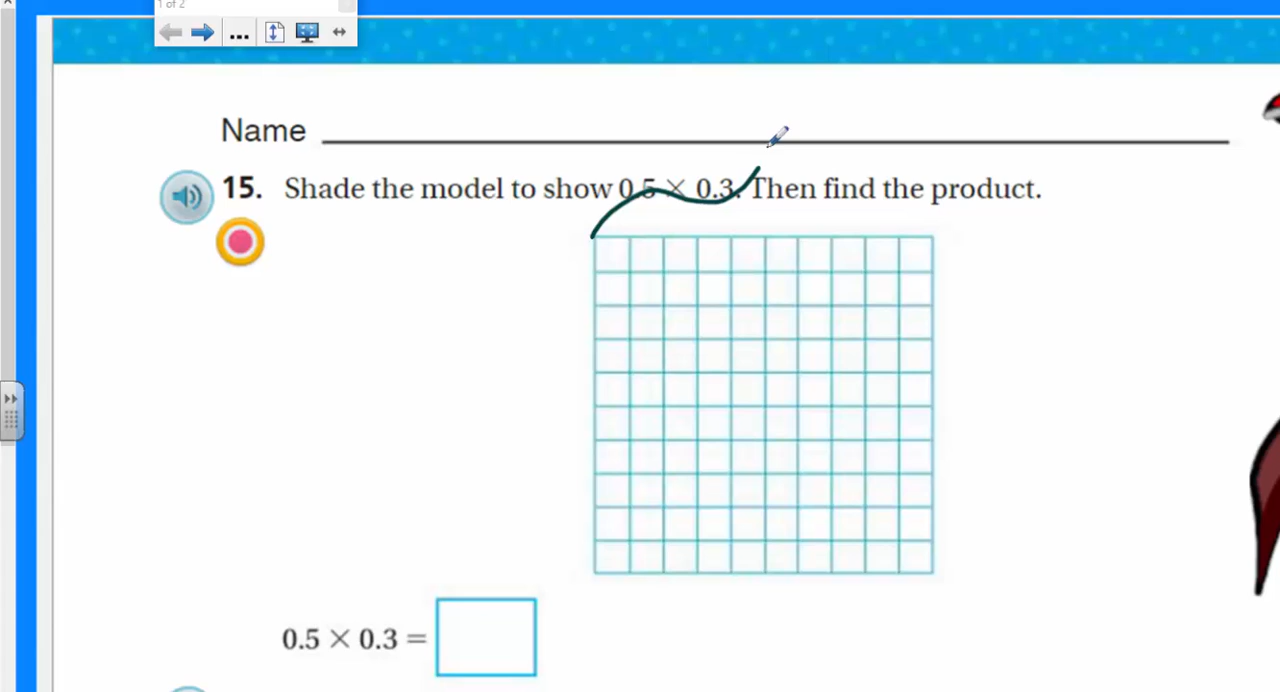 1 of 2
Name
15. Shade the model to show 0.5 × 0.3. Then find the product.
0.5 × 0.3 =